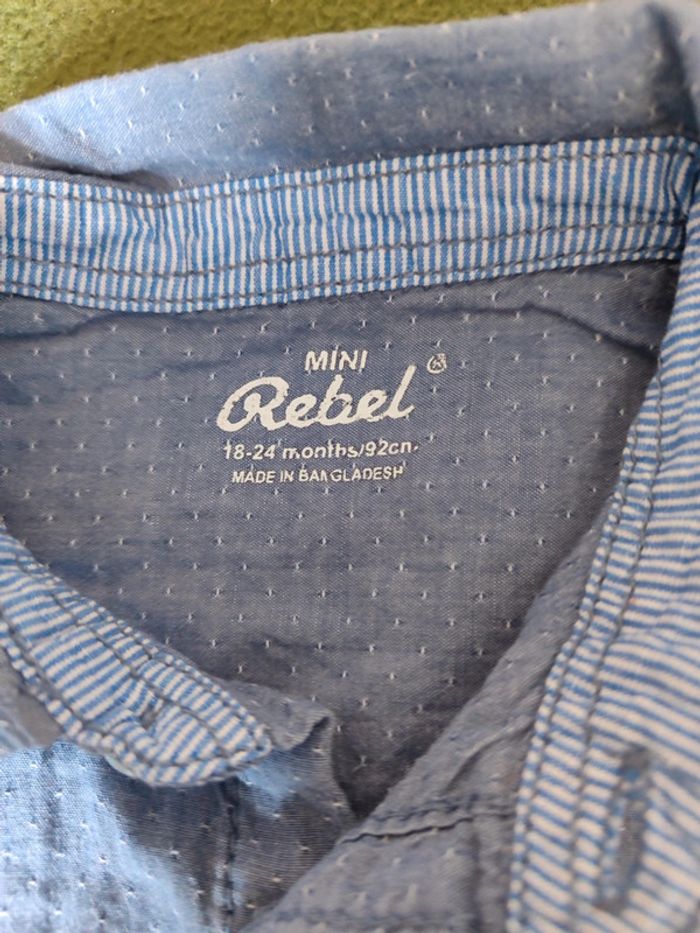 MINI
Rebel
18-24 months/92cm
MADE IN BANGLADESH